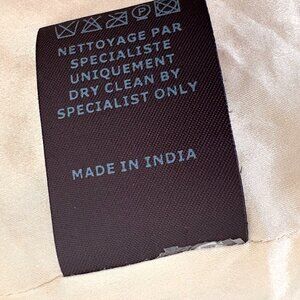 NETTOYAGE PAR
SPECIALISTE
UNIQUEMENT
DRY CLEAN BY
SPECIALIST ONLY
MADE IN INDIA